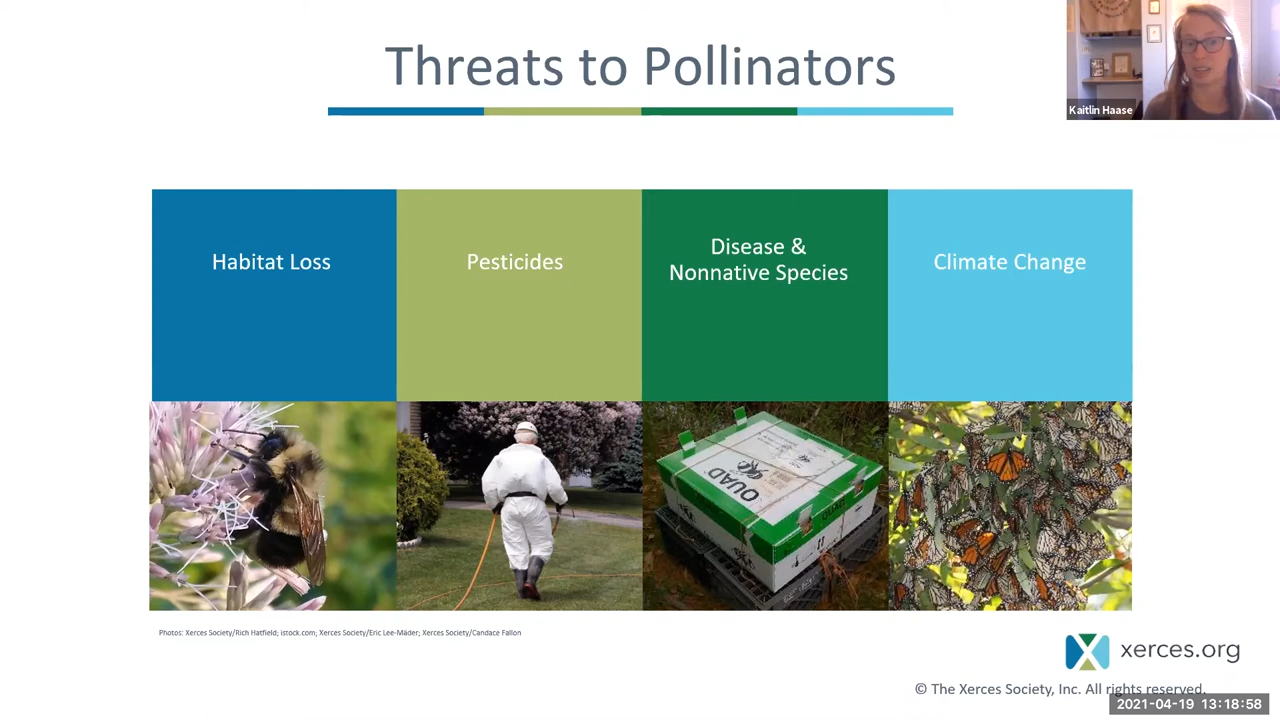 Threats to Pollinators
Kaitlin Haase
Habitat Loss
Pesticides
Disease &
Nonnative Species
Climate Change
QUAD
Photos: Xerces Society/Rich Hatfield; istock.com; Xerces Society/Eric Lee-Mäder; Xerces Society/Candace Fallon
xerces.org
© The Xerces Society, Inc. All rights reserved.
2021-04-19 13:18:58